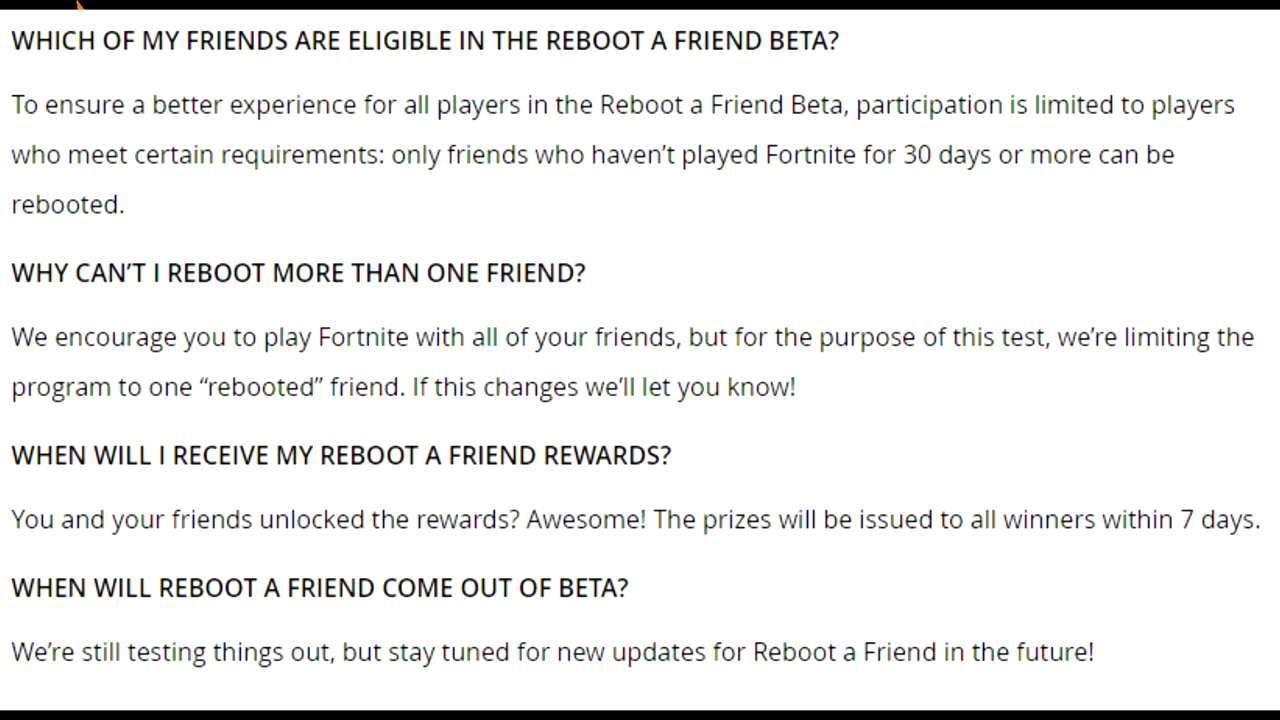 WHICH OF MY FRIENDS ARE ELIGIBLE IN THE REBOOT A FRIEND BETA?
To ensure a better experience for all players in the Reboot a Friend Beta, participation is limited to players
who meet certain requirements: only friends who haven’t played Fortnite for 30 days or more can be
rebooted.
WHY CAN’T I REBOOT MORE THAN ONE FRIEND?
We encourage you to play Fortnite with all of your friends, but for the purpose of this test, we’re limiting the
program to one “rebooted” friend. If this changes we’ll let you know!
WHEN WILL I RECEIVE MY REBOOT A FRIEND REWARDS?
You and your friends unlocked the rewards? Awesome! The prizes will be issued to all winners within 7 days.
WHEN WILL REBOOT A FRIEND COME OUT OF BETA?
We’re still testing things out, but stay tuned for new updates for Reboot a Friend in the future!